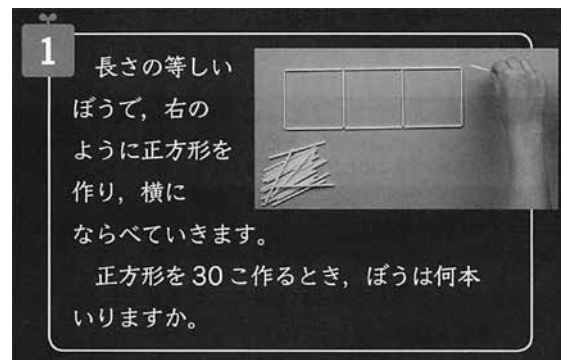 1
長さの等しい
ぼうで，右の
ように正方形を
作り，横に
ならべていきます。
正方形を30こ作るとき，ぼうは何本
いりますか。